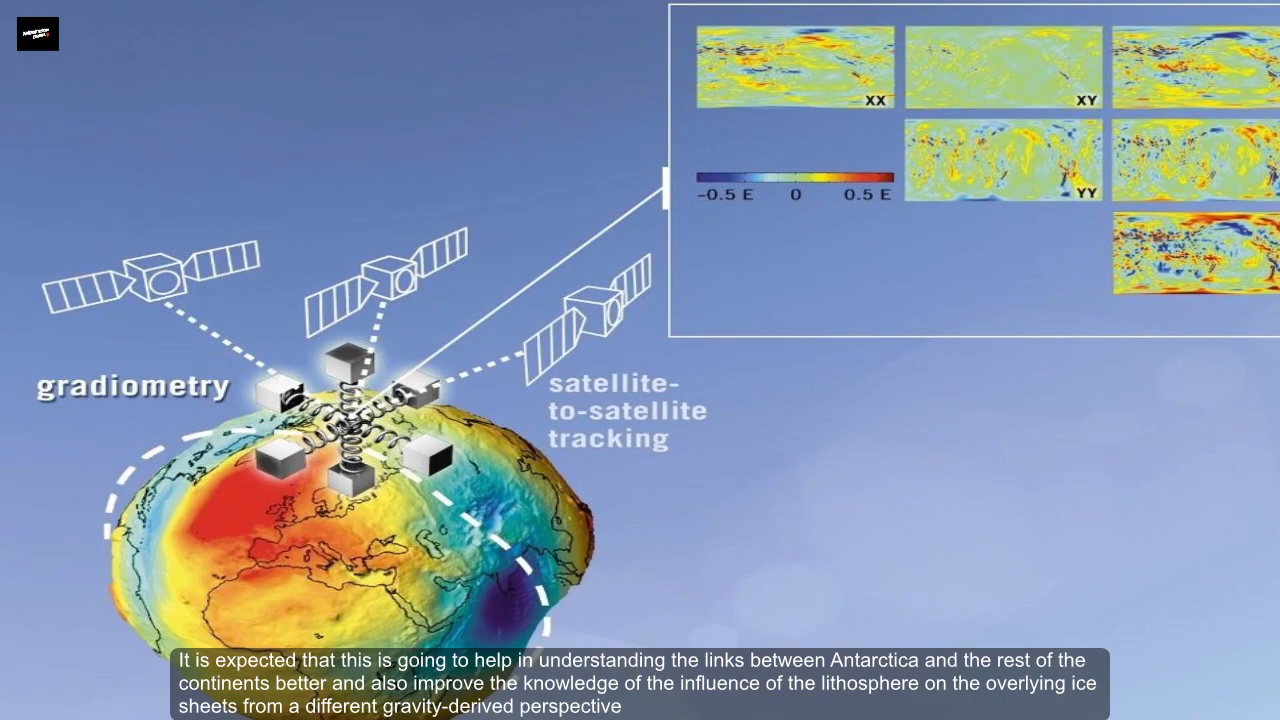 XX
XY
YY
-0.5 E 0 0.5 E
gradiometry
satellite-
to-satellite
tracking
It is expected that this is going to help in understanding the links between Antarctica and the rest of the
continents better and also improve the knowledge of the influence of the lithosphere on the overlying ice
sheets from a different gravity-derived perspective